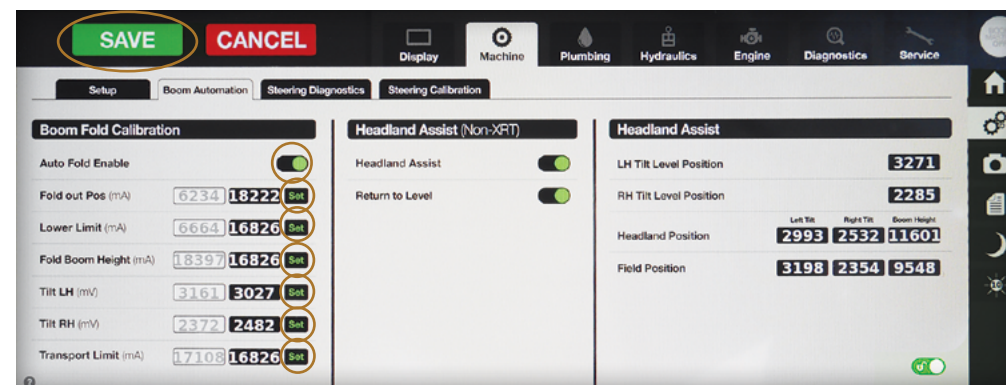 SAVE CANCEL
Display Machine Plumbing Hydraulics Engine Diagnostics Service
Setup Boom Automation Steering Diagnostics Steering Calibration
Boom Fold Calibration
Auto Fold Enable
Fold out Pos (mA) 6234 18222 Set
Lower Limit (mA) 6664 16826 Set
Fold Boom Height (mA) 18397 16826 Set
Tilt LH (mV) 3161 3027 Set
Tilt RH (mV) 2372 2482 Set
Transport Limit (mA) 17108 16826 Set
?
Headland Assist (Non-XRT)
Headland Assist
Return to Level
Headland Assist
LH Tilt Level Position 3271
RH Tilt Level Position 2285
Left Tilt Right Tilt Boom Height
Headland Position 2993 2532 11601
Field Position 3198 2354 9548